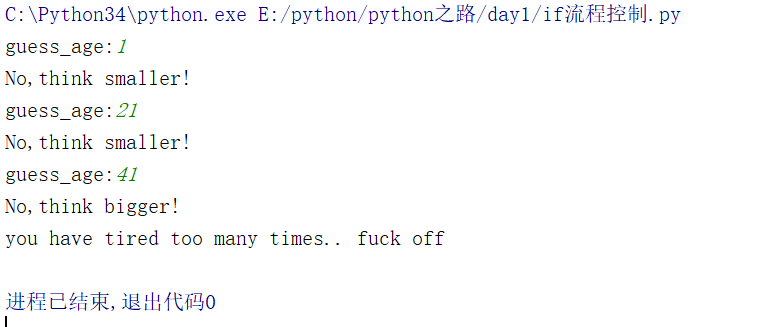 C:\Python34\python.exe E:/python/python之路/day1/if流程控制.py
guess_age:1
No,think smaller!
guess_age:21
No,think smaller!
guess_age:41
No,think bigger!
you have tired too many times.. fuck off
进程已结束,退出代码0